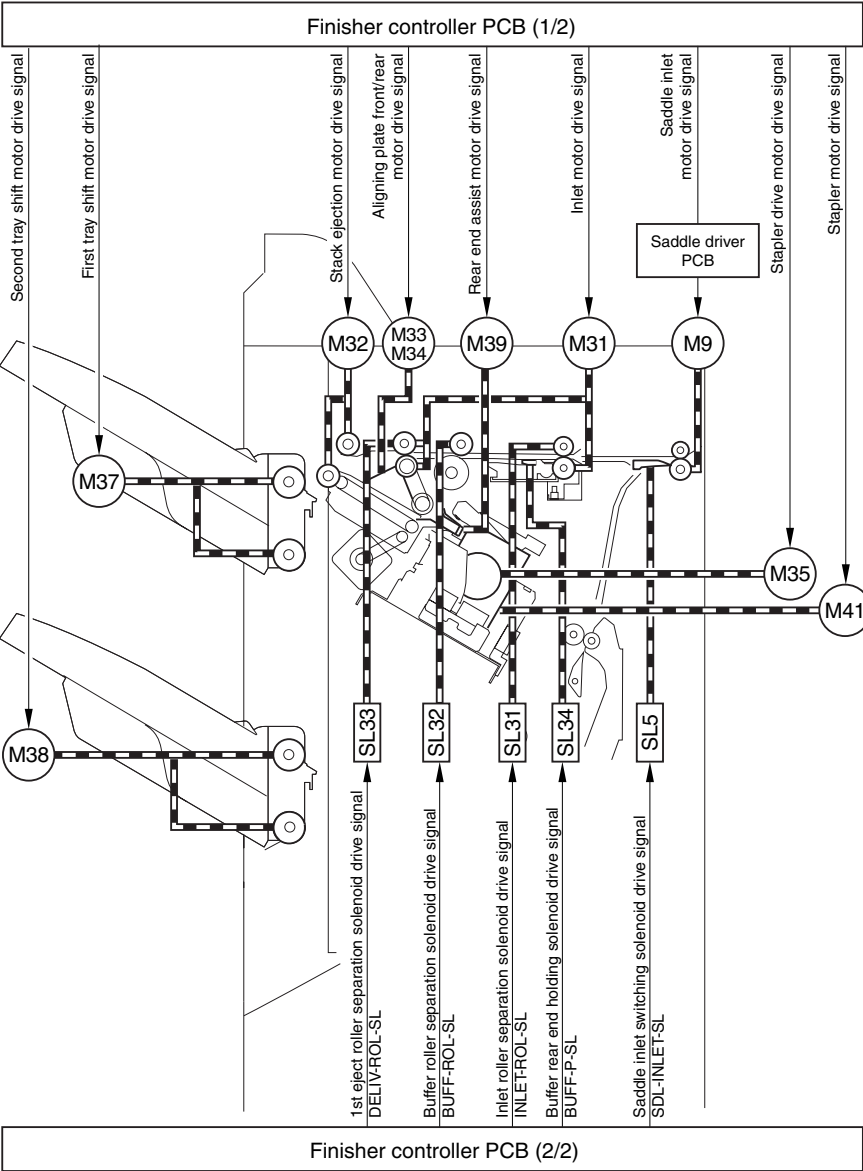 Finisher controller PCB (1/2)
Second tray shift motor drive signal
First tray shift motor drive signal
Stack ejection motor drive signal
Aligning plate front/rear
motor drive signal
Rear end assist motor drive signal
Inlet motor drive signal
Saddle inlet
motor drive signal
Stapler drive motor drive signal
Stapler motor drive signal
Saddle driver
PCB
M32
M33
M34
M39
M31
M9
M37
M35
M41
M38
SL33
SL32
SL31
SL34
SL5
1st eject roller separation solenoid drive signal
DELIV-ROL-SL
Buffer roller separation solenoid drive signal
BUFF-ROL-SL
Inlet roller separation solenoid drive signal
INLET-ROL-SL
Buffer rear end holding solenoid drive signal
BUFF-P-SL
Saddle inlet switching solenoid drive signal
SDL-INLET-SL
Finisher controller PCB (2/2)